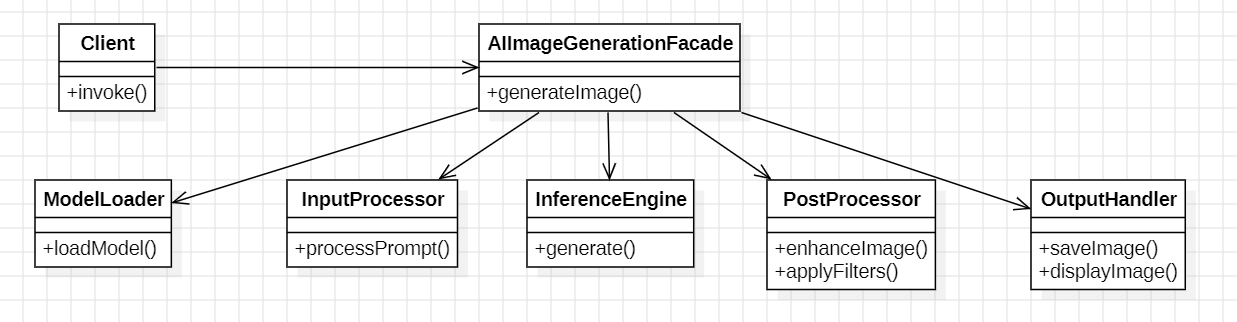 Client
+invoke()
AIImageGenerationFacade
+generateImage()
ModelLoader
+loadModel()
InputProcessor
+processPrompt()
InferenceEngine
+generate()
PostProcessor
+enhanceImage()
+applyFilters()
OutputHandler
+saveImage()
+displayImage()